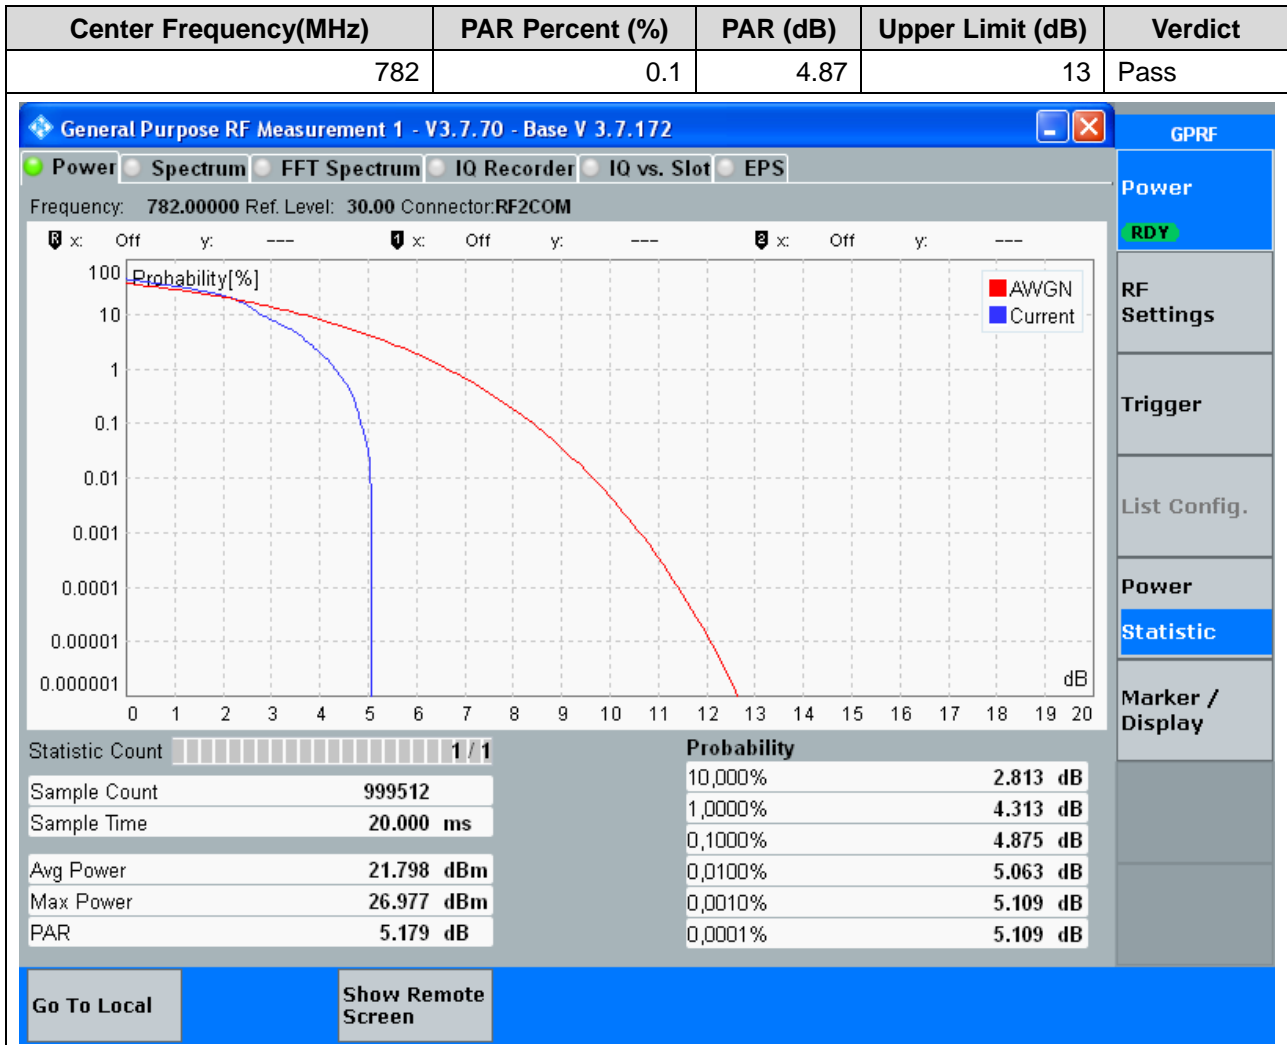 Center Frequency(MHz) PAR Percent (%) PAR (dB) Upper Limit (dB) Verdict
782 0.1 4.87 13 Pass
General Purpose RF Measurement 1 - V3.7.70 - Base V 3.7.172
GPRF
Power Spectrum FFT Spectrum IQ Recorder IQ vs. Slot EPS
Power
RDY
Frequency: 782.00000 Ref. Level: 30.00 Connector:RF2COM
R x: Off y: --- 1 x: Off y: --- 2 x: Off y: ---
Probability[%]
AWGN
Current
100
10
1
0.1
0.01
0.001
0.0001
0.00001
0.000001
dB
0 1 2 3 4 5 6 7 8 9 10 11 12 13 14 15 16 17 18 19 20
RF
Settings
Trigger
List Config.
Power
Statistic
Marker /
Display
Statistic Count 1 / 1
Sample Count 999512
Sample Time 20.000 ms
Avg Power 21.798 dBm
Max Power 26.977 dBm
PAR 5.179 dB
Probability
10,000% 2.813 dB
1,0000% 4.313 dB
0,1000% 4.875 dB
0,0100% 5.063 dB
0,0010% 5.109 dB
0,0001% 5.109 dB
Go To Local
Show Remote
Screen